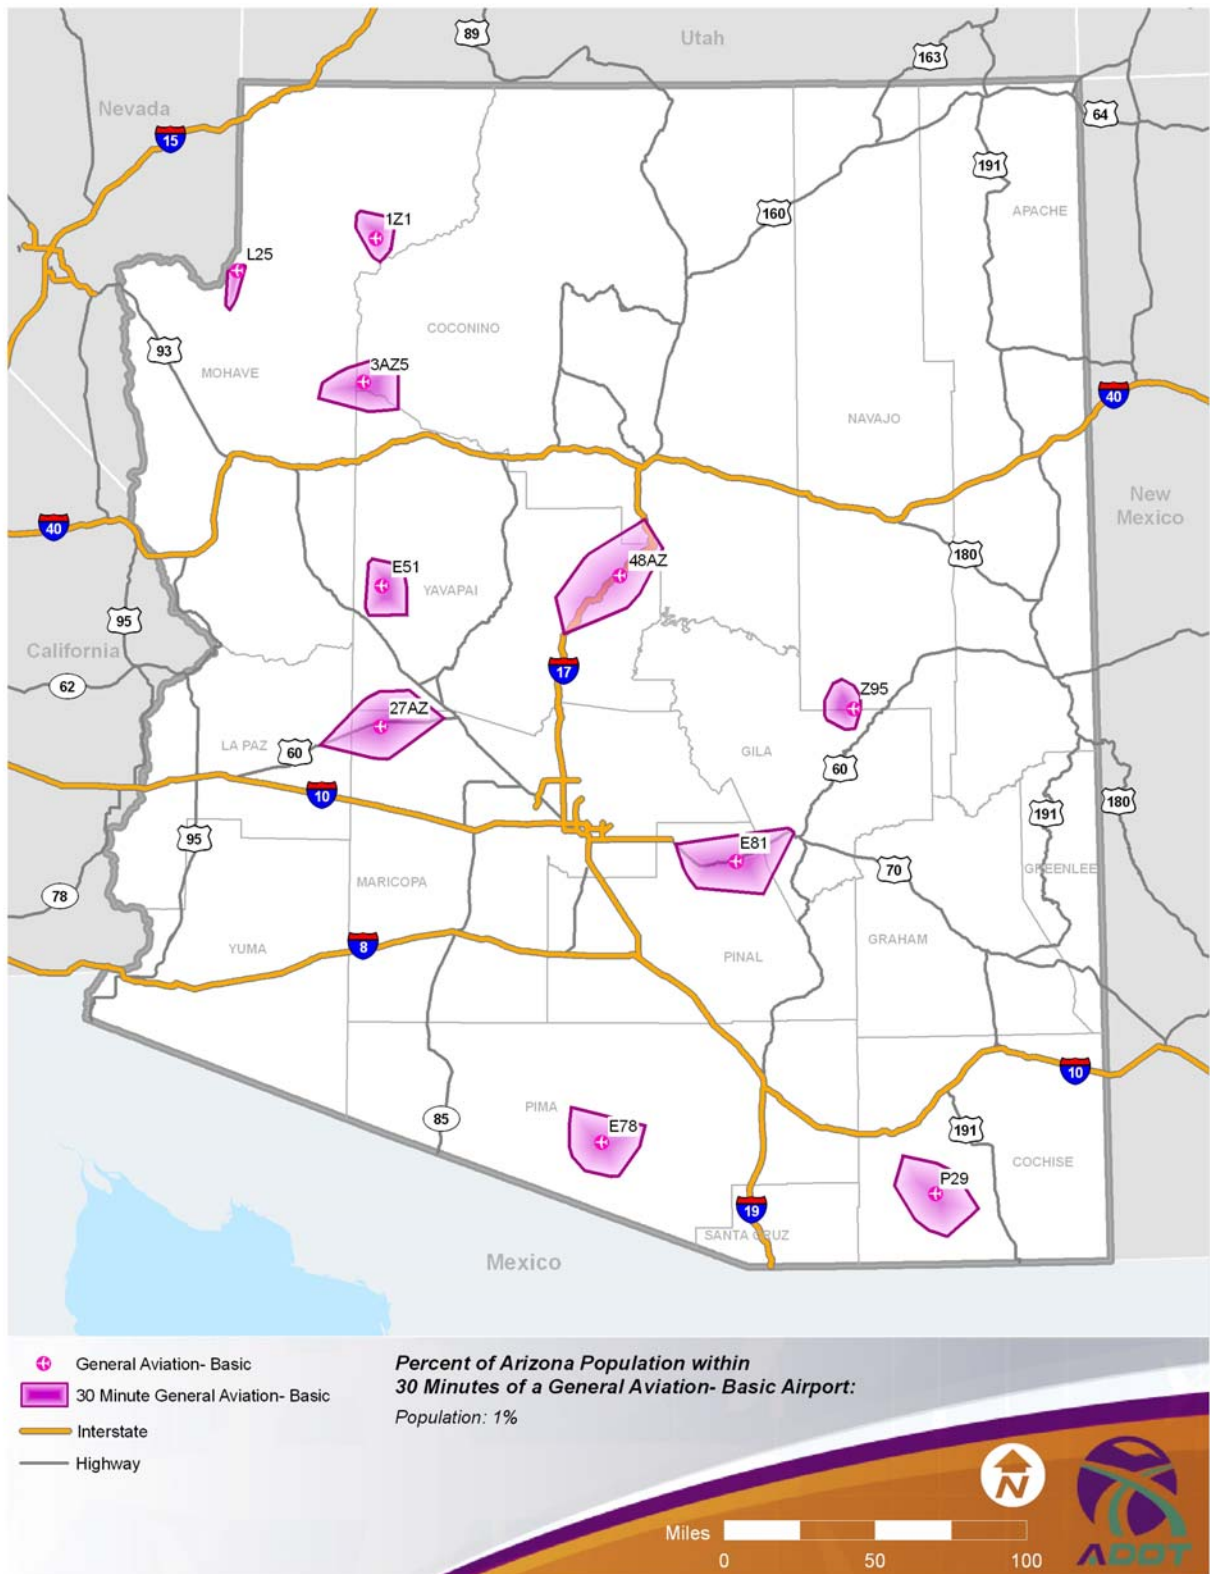 89
Utah
163
Nevada
64
15
191
1Z1
160
APACHE
L25
COCONINO
93
3AZ5
MOHAVE
40
NAVAJO
New
Mexico
40
180
48AZ
E51
YAVAPAI
95
California
17
62
Z95
27AZ
LA PAZ
60
GILA
60
10
180
191
95
E81
MARICOPA
70
GREENLEE
78
GRAHAM
8
YUMA
PINAL
10
PIMA
85
E78
191
COCHISE
P29
19
SANTA CRUZ
Mexico
General Aviation- Basic
30 Minute General Aviation- Basic
Interstate
Highway
Percent of Arizona Population within
30 Minutes of a General Aviation- Basic Airport:
Population: 1%
N
Miles
0 50 100
ADOT